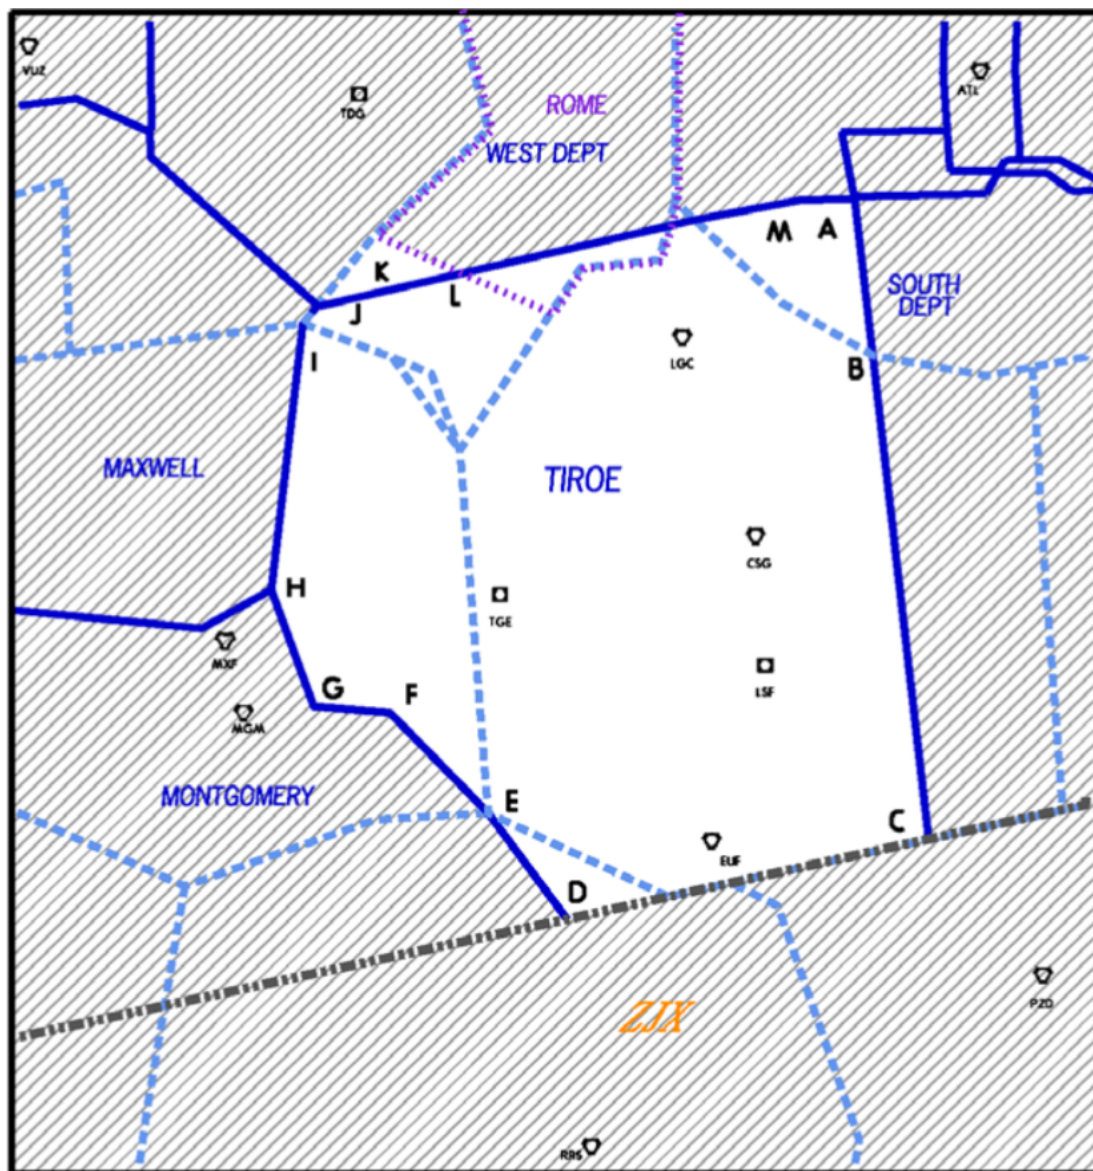 VUZ
TDG
ATL
ROME
WEST DEPT
M A
K
SOUTH
DEPT
L
J
LGC
I
B
MAXWELL
TIROE
CSG
H
TGE
MXF
LSF
G
F
MGM
MONTGOMERY
E
C
EUF
D
PZD
ZJX
RRS